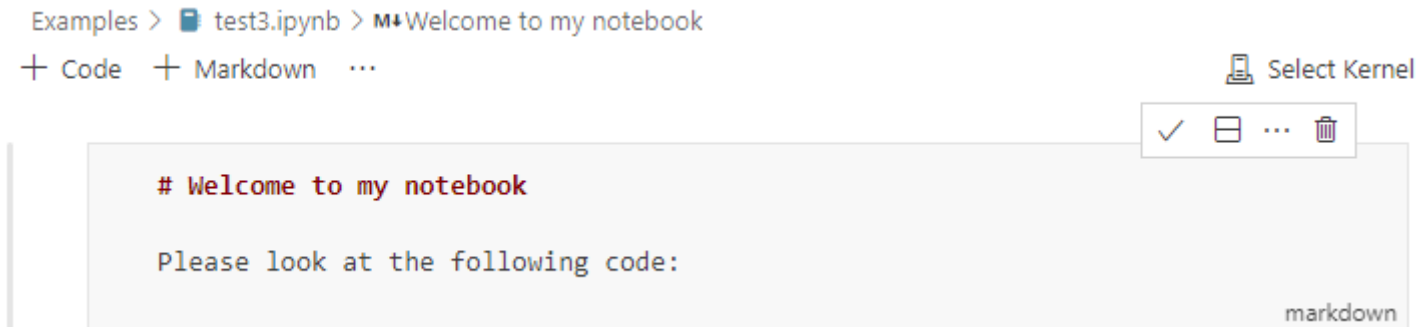 Examples > test3.ipynb > M↓Welcome to my notebook
+ Code + Markdown ··· Select Kernel
···
# Welcome to my notebook
Please look at the following code:
markdown